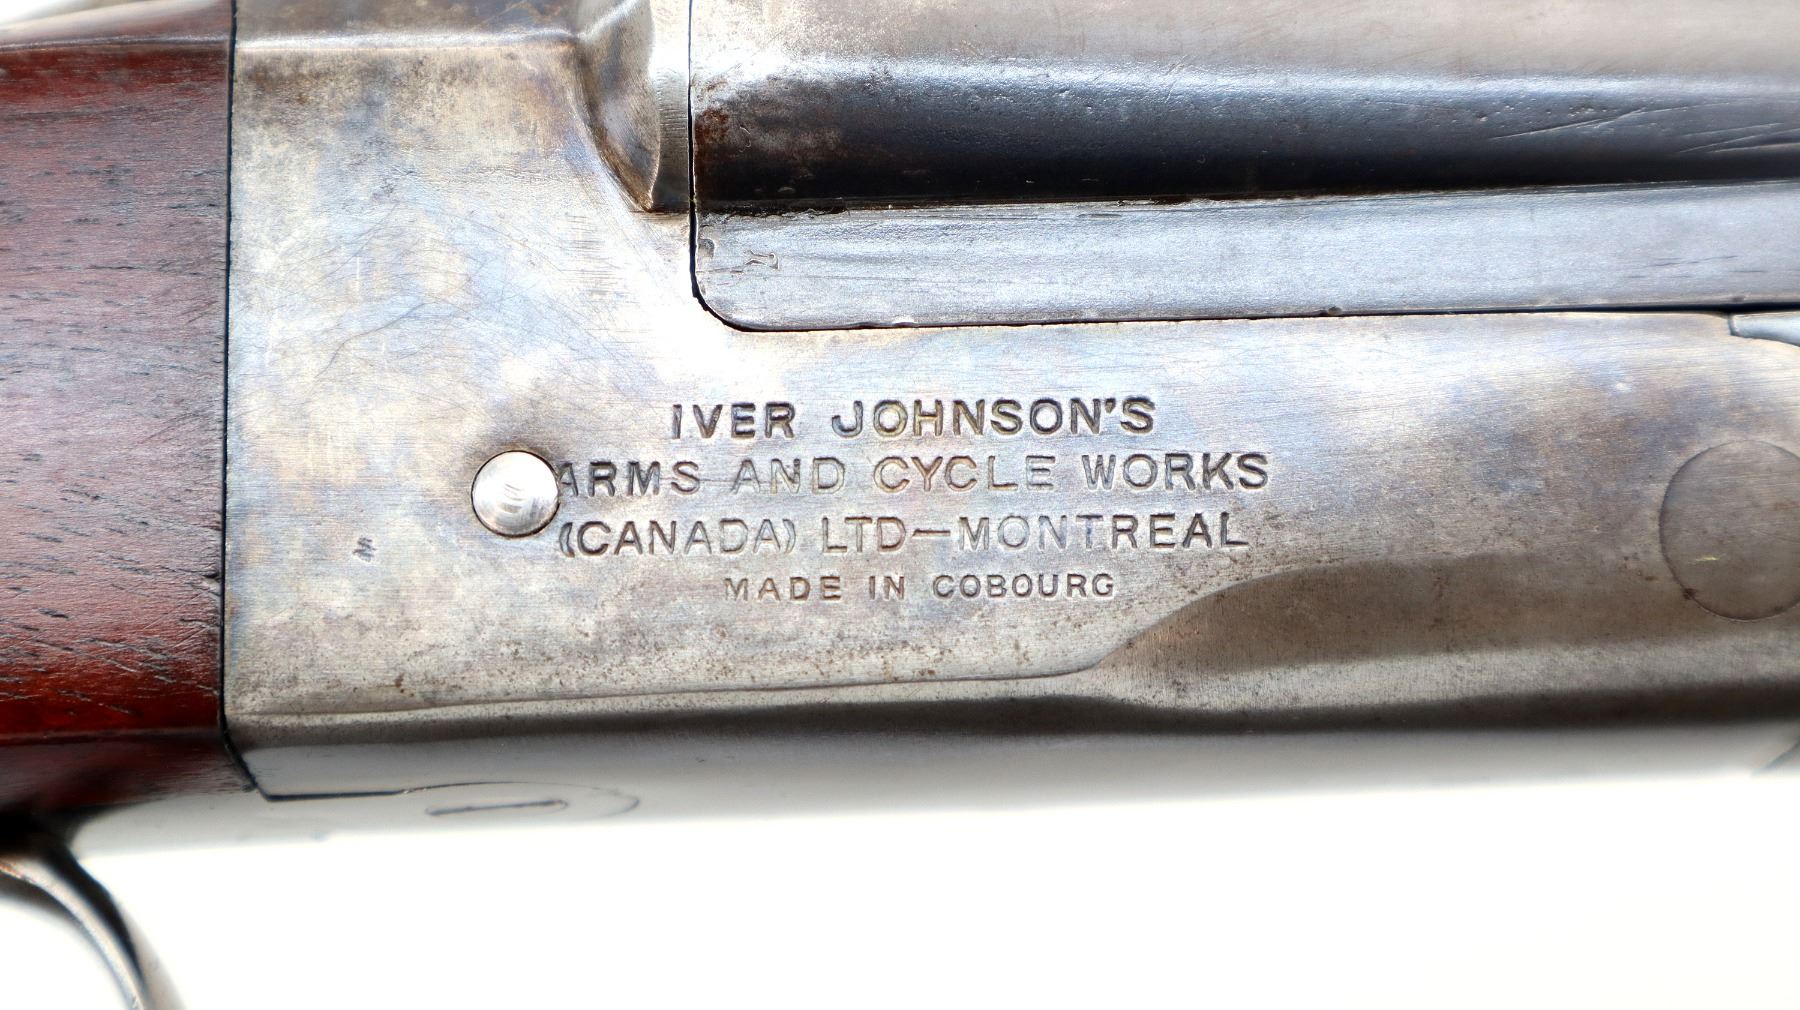 IVER JOHNSON'S
ARMS AND CYCLE WORKS
(CANADA) LTD—MONTREAL
MADE IN COBOURG